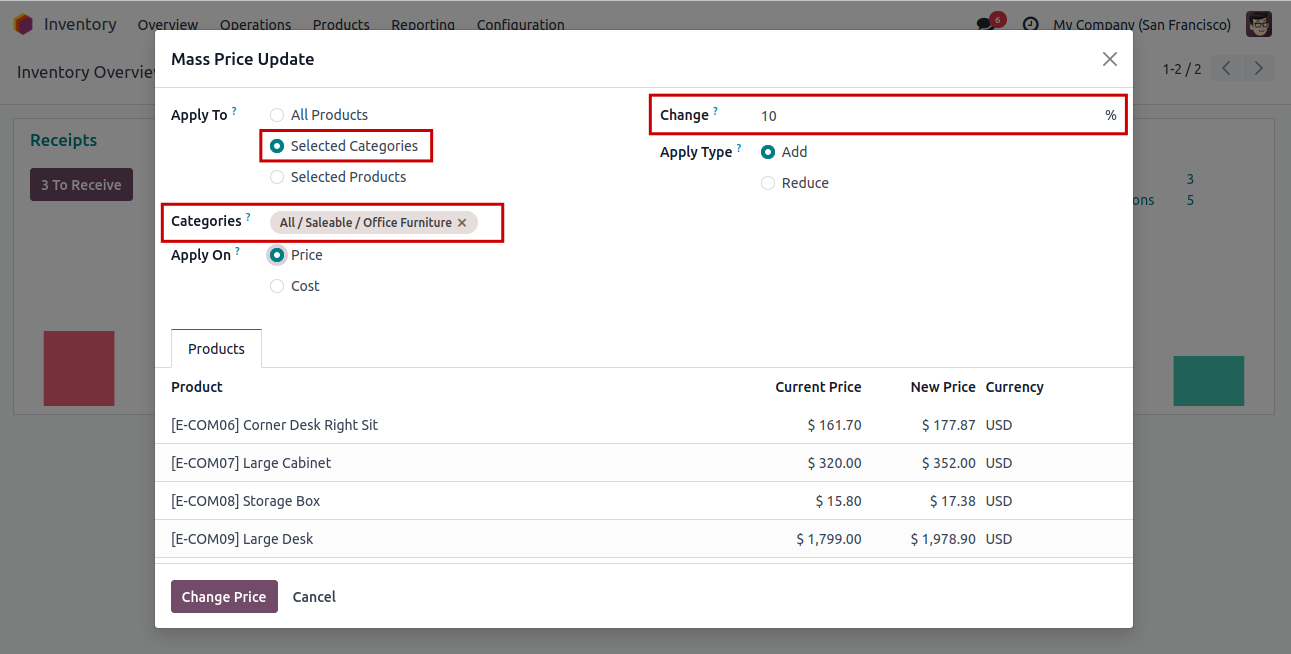 Inventory Overview Operations Products Reporting Configuration 6 My Company (San Francisco)
Inventory Overvie 1-2 / 2
Mass Price Update
Receipts
3 To Receive
3
ons 5
Apply To ? All Products
Selected Categories
Selected Products
Change ? 10 %
Apply Type ? Add
Reduce
Categories ? All / Saleable / Office Furniture
Apply On ? Price
Cost
Products
Product Current Price New Price Currency
[E-COM06] Corner Desk Right Sit $ 161.70 $ 177.87 USD
[E-COM07] Large Cabinet $ 320.00 $ 352.00 USD
[E-COM08] Storage Box $ 15.80 $ 17.38 USD
[E-COM09] Large Desk $ 1,799.00 $ 1,978.90 USD
Change Price Cancel